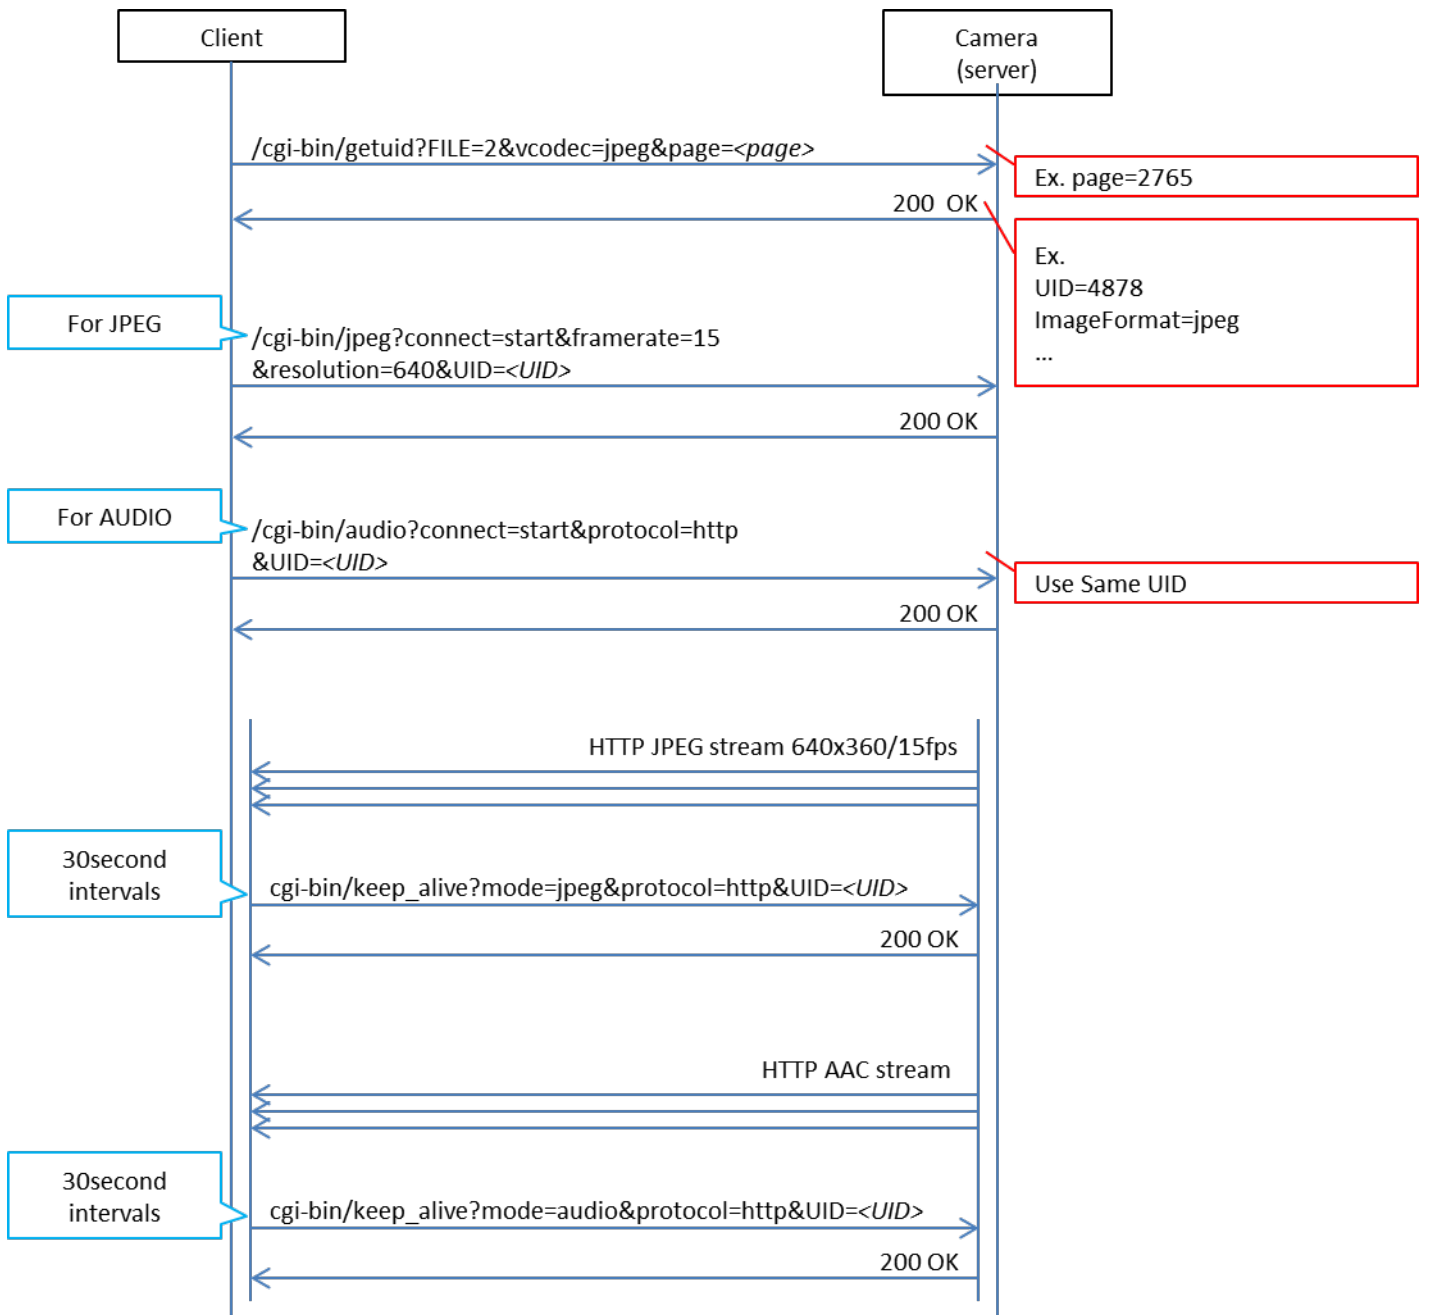 Client
Camera
(server)
/cgi-bin/getuid?FILE=2&vcodec=jpeg&page=<page>
Ex. page=2765
200  OK
Ex.
UID=4878
ImageFormat=jpeg
...
For JPEG
/cgi-bin/jpeg?connect=start&framerate=15
&resolution=640&UID=<UID>
200 OK
For AUDIO
/cgi-bin/audio?connect=start&protocol=http
&UID=<UID>
Use Same UID
200 OK
HTTP JPEG stream 640x360/15fps
30second
intervals
cgi-bin/keep_alive?mode=jpeg&protocol=http&UID=<UID>
200 OK
HTTP AAC stream
30second
intervals
cgi-bin/keep_alive?mode=audio&protocol=http&UID=<UID>
200 OK